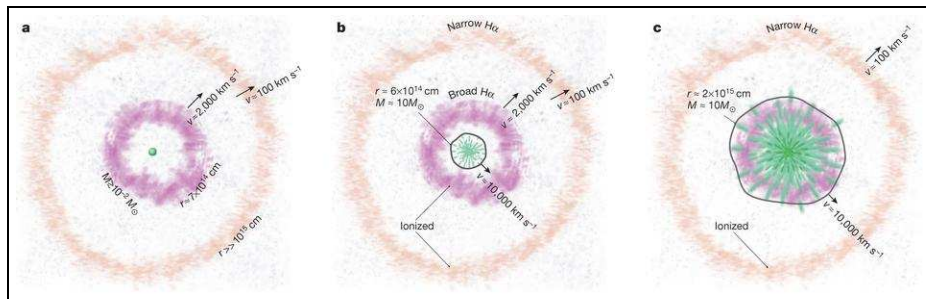 a
v ≈ 2,000 km s⁻¹
v ≈ 100 km s⁻¹
M ≥ 10⁻² M⊙
r ≈ 7×10¹⁴ cm
r >> 10¹⁵ cm
b
Narrow Hα
r ≈ 6×10¹⁴ cm
M ≈ 10M⊙
Broad Hα
v ≈ 2,000 km s⁻¹
v ≈ 100 km s⁻¹
v ≈ 10,000 km s⁻¹
Ionized
c
Narrow Hα
v ≈ 100 km s⁻¹
r ≈ 2×10¹⁵ cm
M ≈ 10M⊙
v ≈ 10,000 km s⁻¹
Ionized